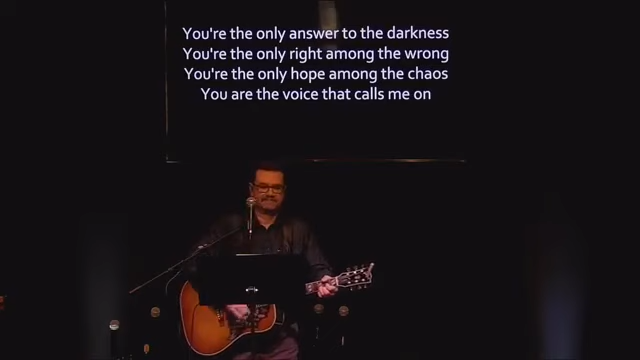 You're the only answer to the darkness
You're the only right among the wrong
You're the only hope among the chaos
You are the voice that calls me on